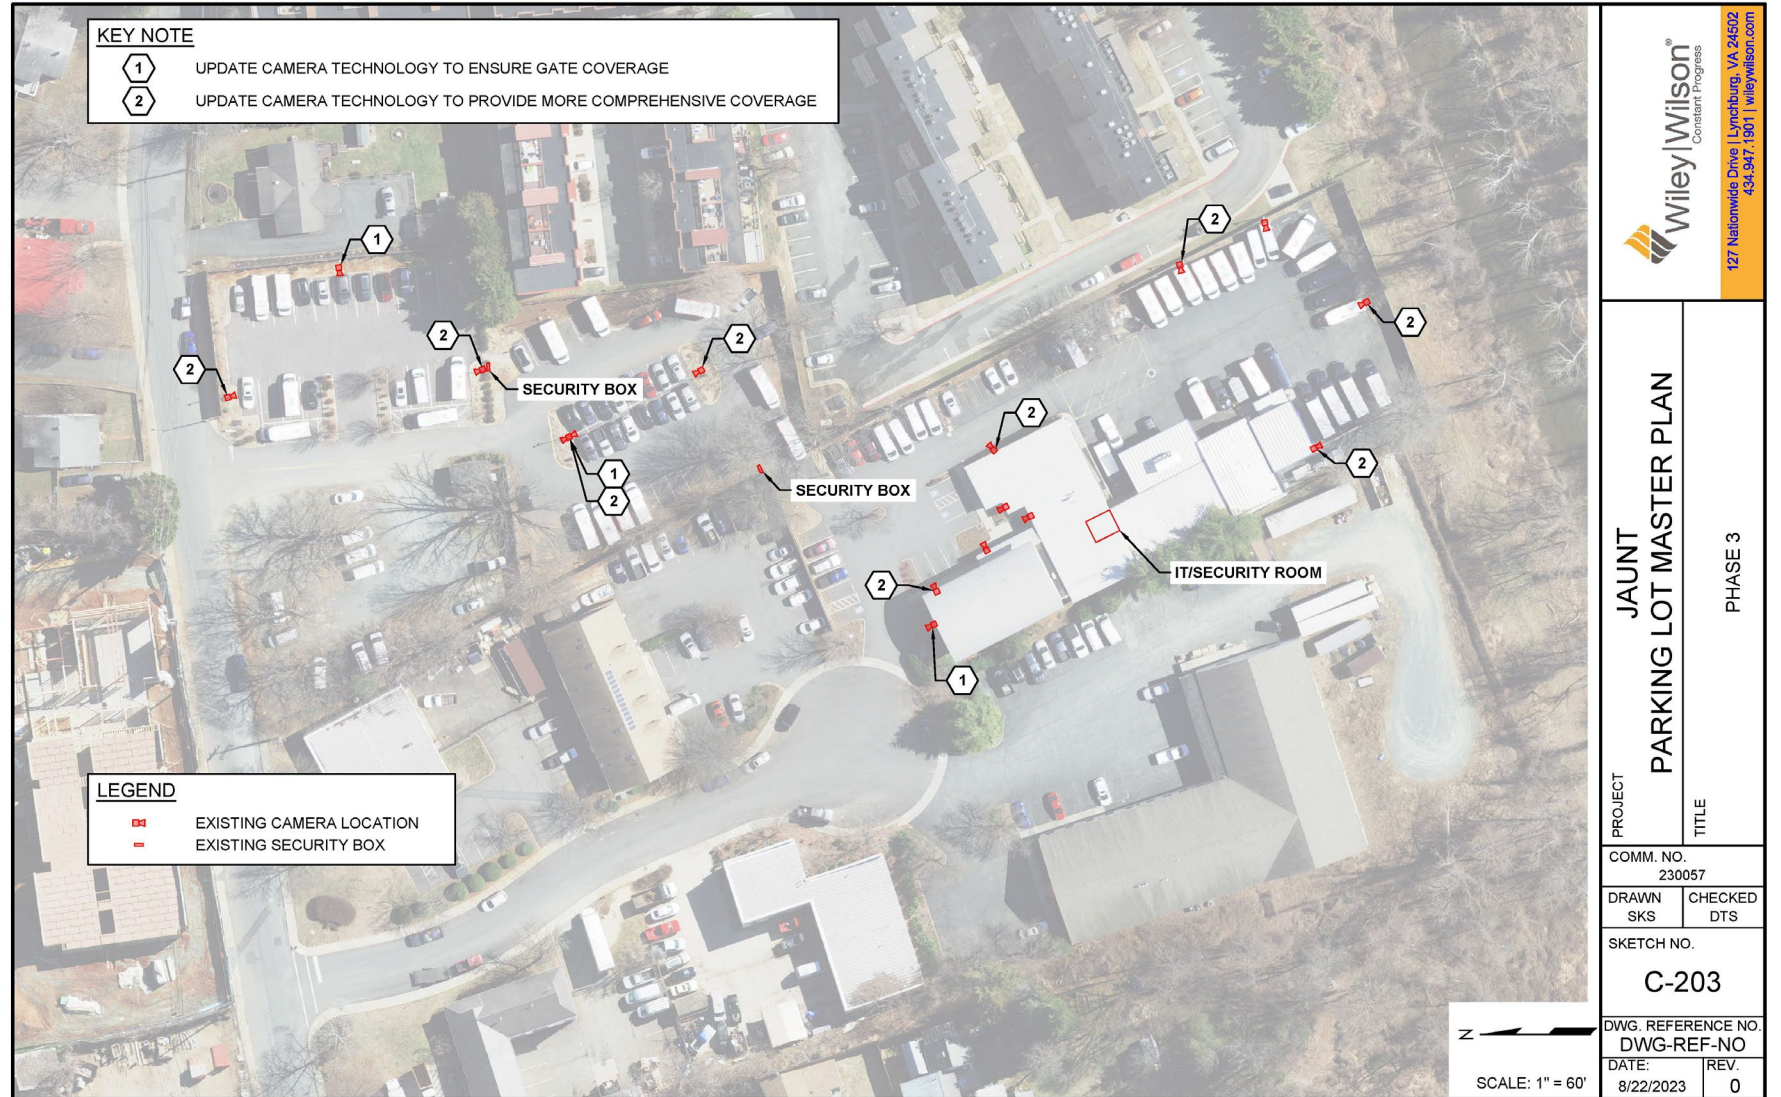 KEY NOTE
1 UPDATE CAMERA TECHNOLOGY TO ENSURE GATE COVERAGE
2 UPDATE CAMERA TECHNOLOGY TO PROVIDE MORE COMPREHENSIVE COVERAGE
1
2
2
2
2
SECURITY BOX
1
2
SECURITY BOX
2
2
2
2
IT/SECURITY ROOM
2
1
LEGEND
EXISTING CAMERA LOCATION
EXISTING SECURITY BOX
N
SCALE: 1" = 60'
Wiley|Wilson®
Constant Progress
127 Nationwide Drive | Lynchburg, VA 24502
434.947.1901 | wileywilson.com
PROJECT
JAUNT
PARKING LOT MASTER PLAN
TITLE
PHASE 3
COMM. NO.
230057
DRAWN
SKS
CHECKED
DTS
SKETCH NO.
C-203
DWG. REFERENCE NO.
DWG-REF-NO
DATE:
8/22/2023
REV.
0